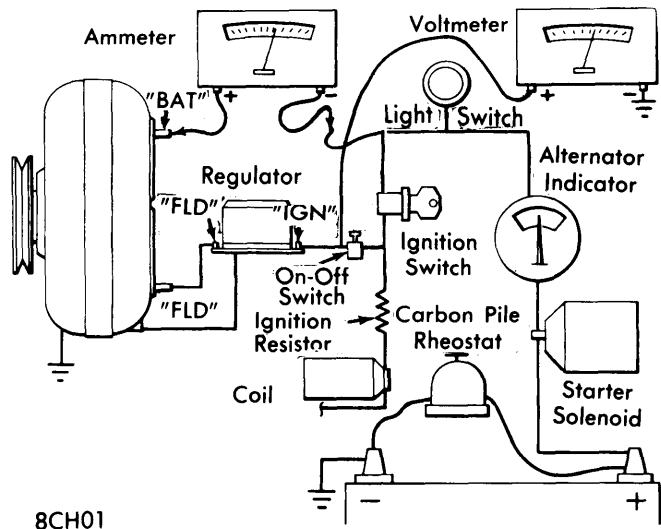 Ammeter
Voltmeter
+
-
+
-
"BAT"
Light Switch
Alternator
Indicator
Regulator
"FLD"
"IGN"
Ignition
Switch
On-Off
Switch
"FLD"
Ignition
Resistor
Carbon Pile
Rheostat
Coil
Starter
Solenoid
-
+
8CH01